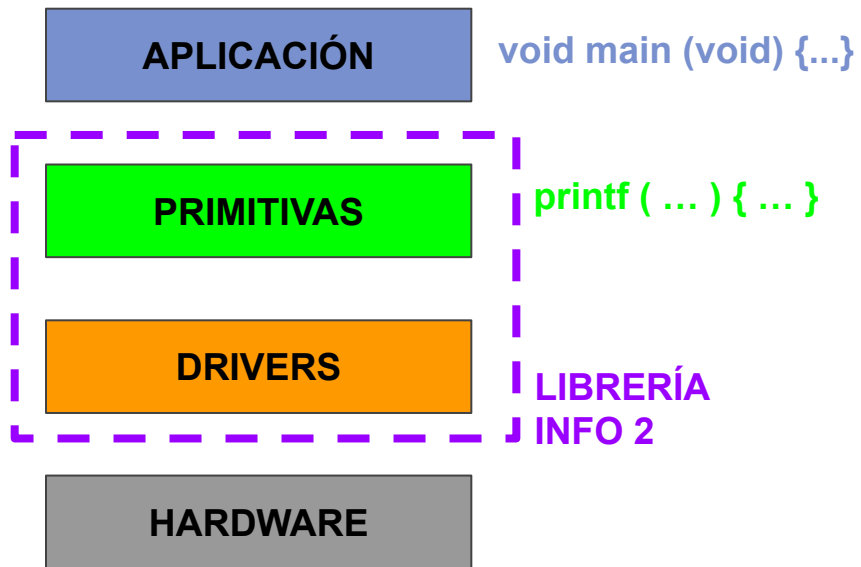 APLICACIÓN
void main (void) {...}
PRIMITIVAS
printf ( … ) { … }
DRIVERS
LIBRERÍA
INFO 2
HARDWARE